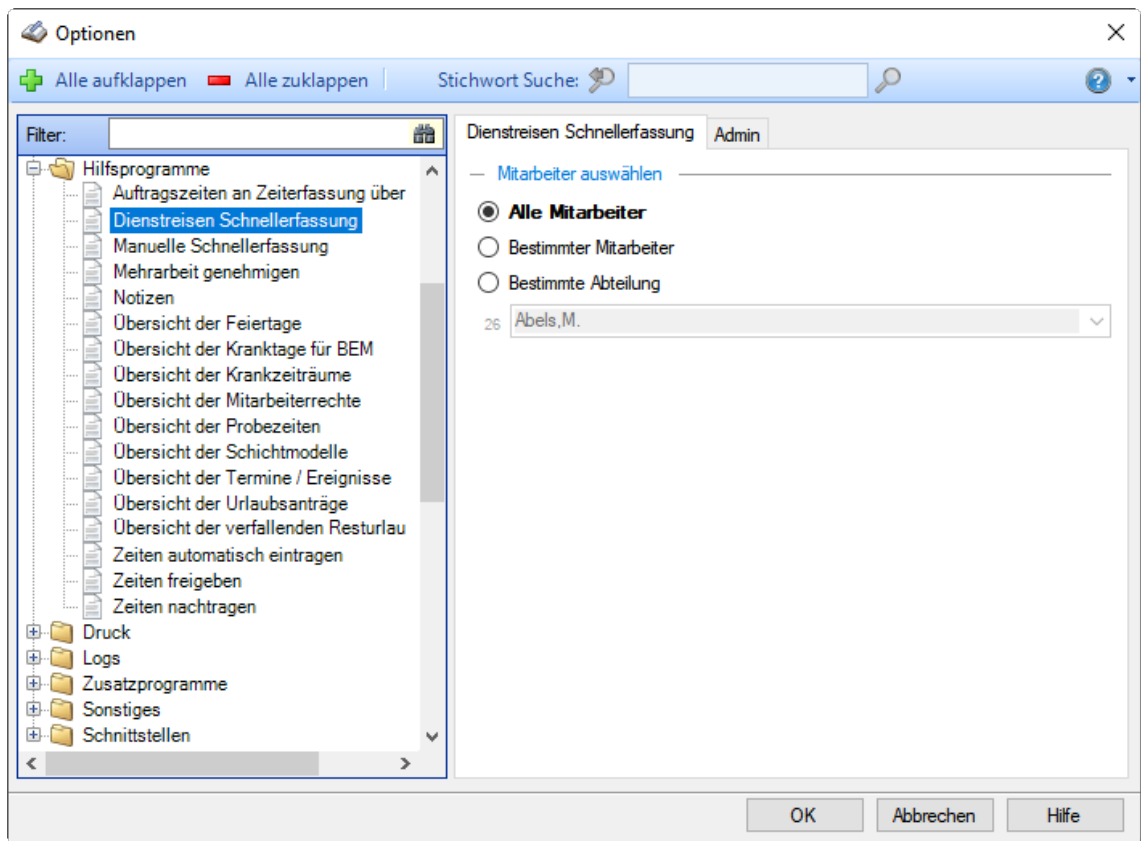 Optionen
Alle aufklappen Alle zuklappen Stichwort Suche:
Filter:
Hilfsprogramme
Auftragszeiten an Zeiterfassung über
Dienstreisen Schnellerfassung
Manuelle Schnellerfassung
Mehrarbeit genehmigen
Notizen
Übersicht der Feiertage
Übersicht der Kranktage für BEM
Übersicht der Krankzeiträume
Übersicht der Mitarbeiterrechte
Übersicht der Probezeiten
Übersicht der Schichtmodelle
Übersicht der Termine / Ereignisse
Übersicht der Urlaubsanträge
Übersicht der verfallenden Resturlau
Zeiten automatisch eintragen
Zeiten freigeben
Zeiten nachtragen
Druck
Logs
Zusatzprogramme
Sonstiges
Schnittstellen
Dienstreisen Schnellerfassung Admin
Mitarbeiter auswählen
Alle Mitarbeiter
Bestimmter Mitarbeiter
Bestimmte Abteilung
26 Abels,M.
OK Abbrechen Hilfe